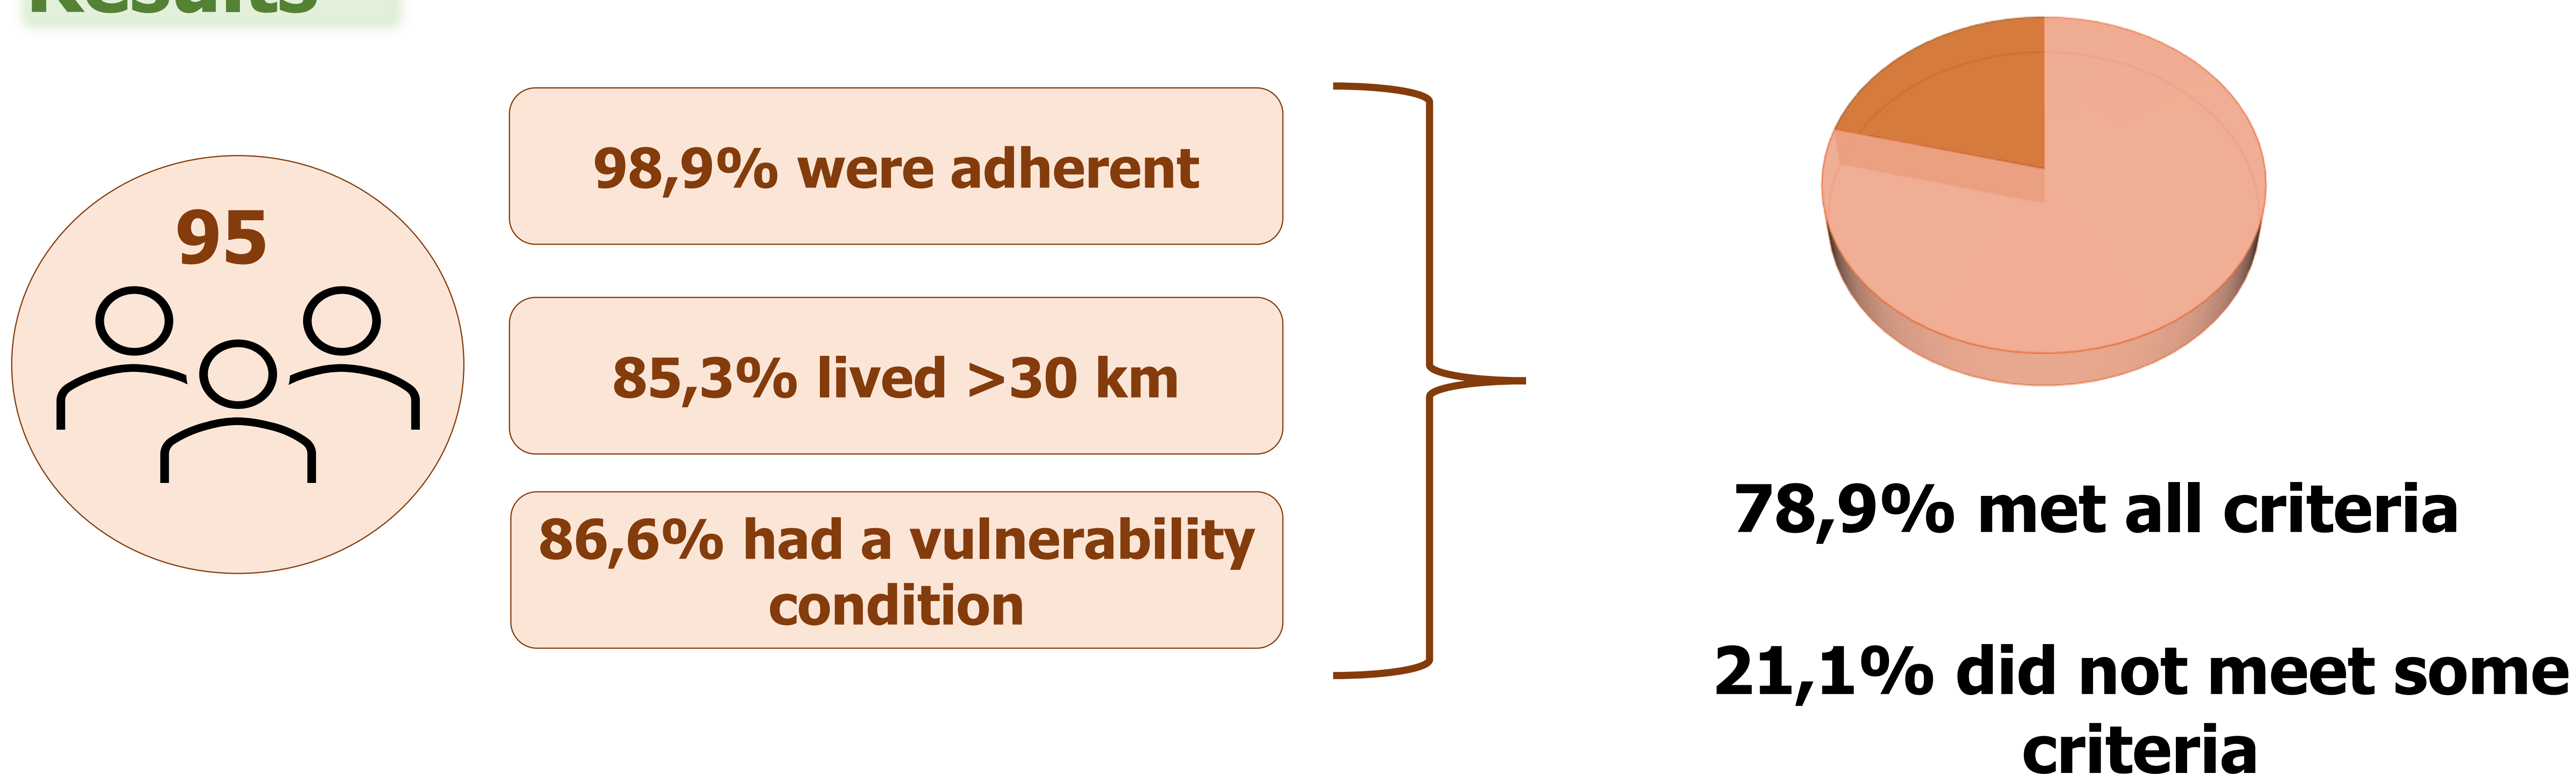 Results
95
98,9% were adherent
85,3% lived >30 km
86,6% had a vulnerability
condition
78,9% met all criteria
21,1% did not meet some
criteria